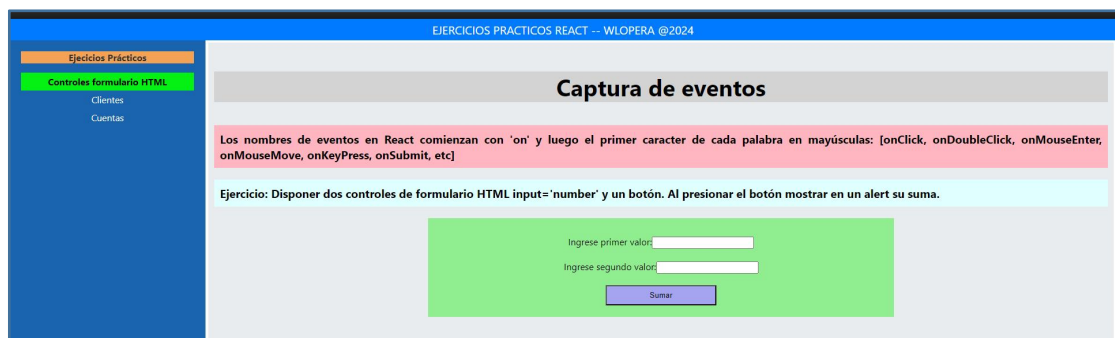 EJERCICIOS PRACTICOS REACT -- WLOPERA @2024
Ejecicios Prácticos
Controles formulario HTML
Clientes
Cuentas
Captura de eventos
Los nombres de eventos en React comienzan con 'on' y luego el primer caracter de cada palabra en mayúsculas: [onClick, onDoubleClick, onMouseEnter,
onMouseMove, onKeyPress, onSubmit, etc]
Ejercicio: Disponer dos controles de formulario HTML input='number' y un botón. Al presionar el botón mostrar en un alert su suma.
Ingrese primer valor:
Ingrese segundo valor:
Sumar